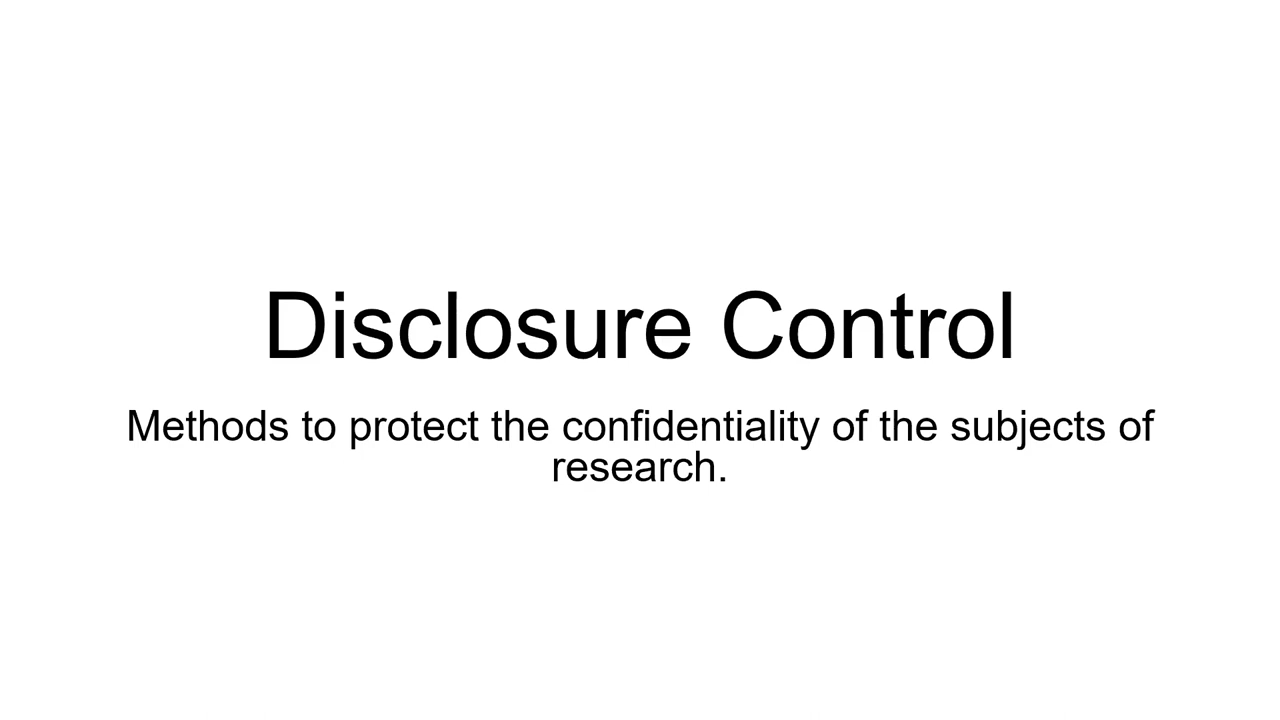 Disclosure Control
Methods to protect the confidentiality of the subjects of
research.